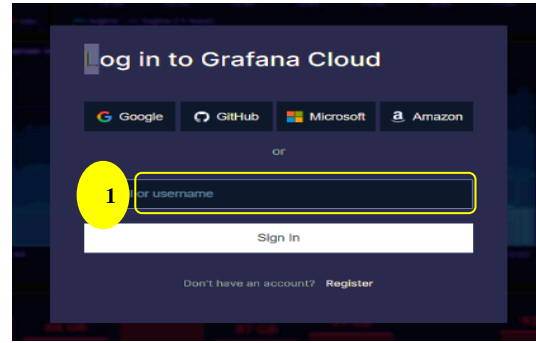 Log in to Grafana Cloud
Google GitHub Microsoft Amazon
or
1 or username
Sign In
Don't have an account? Register